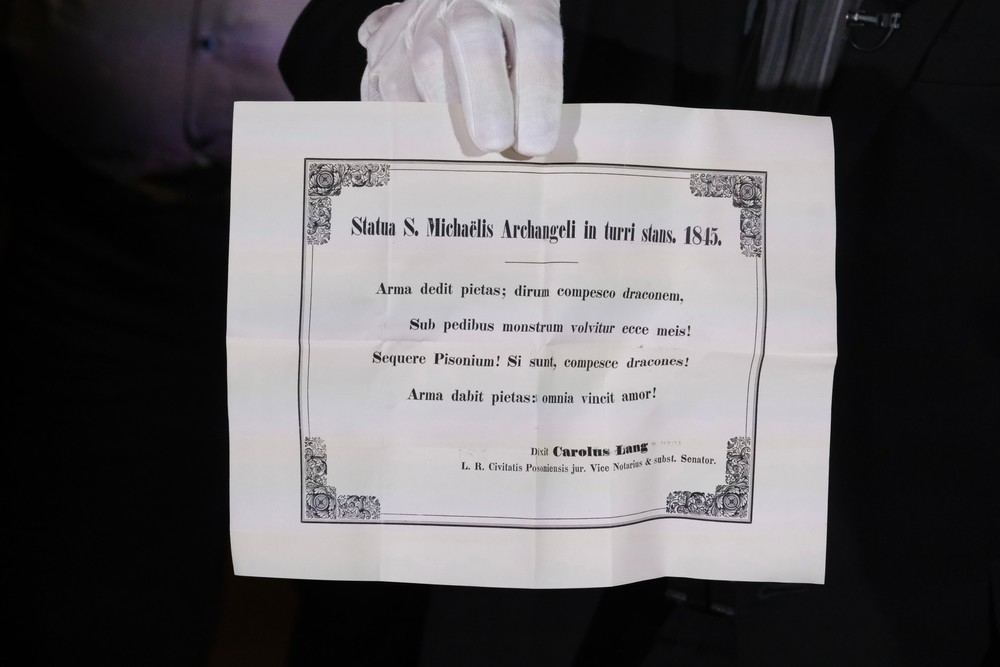 Statua S. Michaëlis Archangeli in turri stans. 1845.
Arma dedit pietas; dirum compesco draconem,
Sub pedibus monstrum volvitur ecce meis!
Sequere Pisonium! Si sunt, compesce dracones!
Arma dabit pietas: omnia vincit amor!
Dixit Carolus Lang
L. R. Civitatis Posoniensis jur. Vice Notarius & subst. Senator.